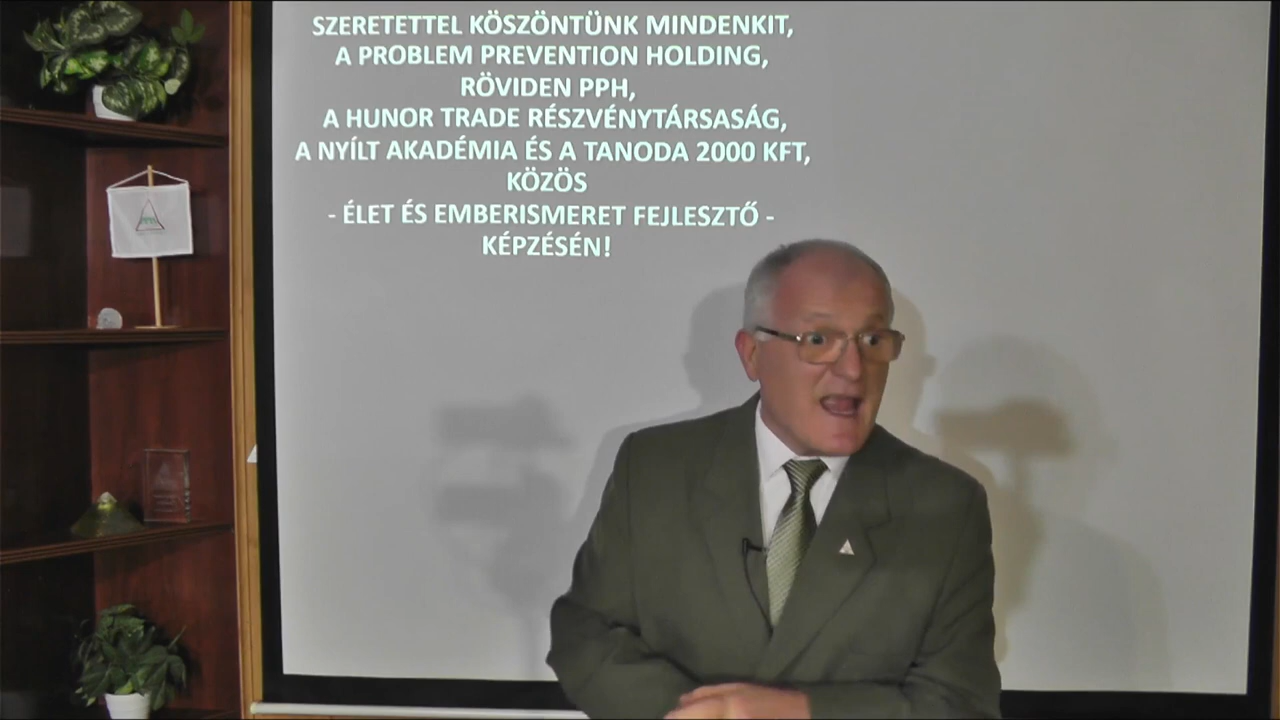 SZERETETTEL KÖSZÖNTÜNK MINDENKIT,
A PROBLEM PREVENTION HOLDING,
RÖVIDEN PPH,
A HUNOR TRADE RÉSZVÉNYTÁRSASÁG,
A NYÍLT AKADÉMIA ÉS A TANODA 2000 KFT,
KÖZÖS
- ÉLET ÉS EMBERISMERET FEJLESZTŐ -
KÉPZÉSÉN!